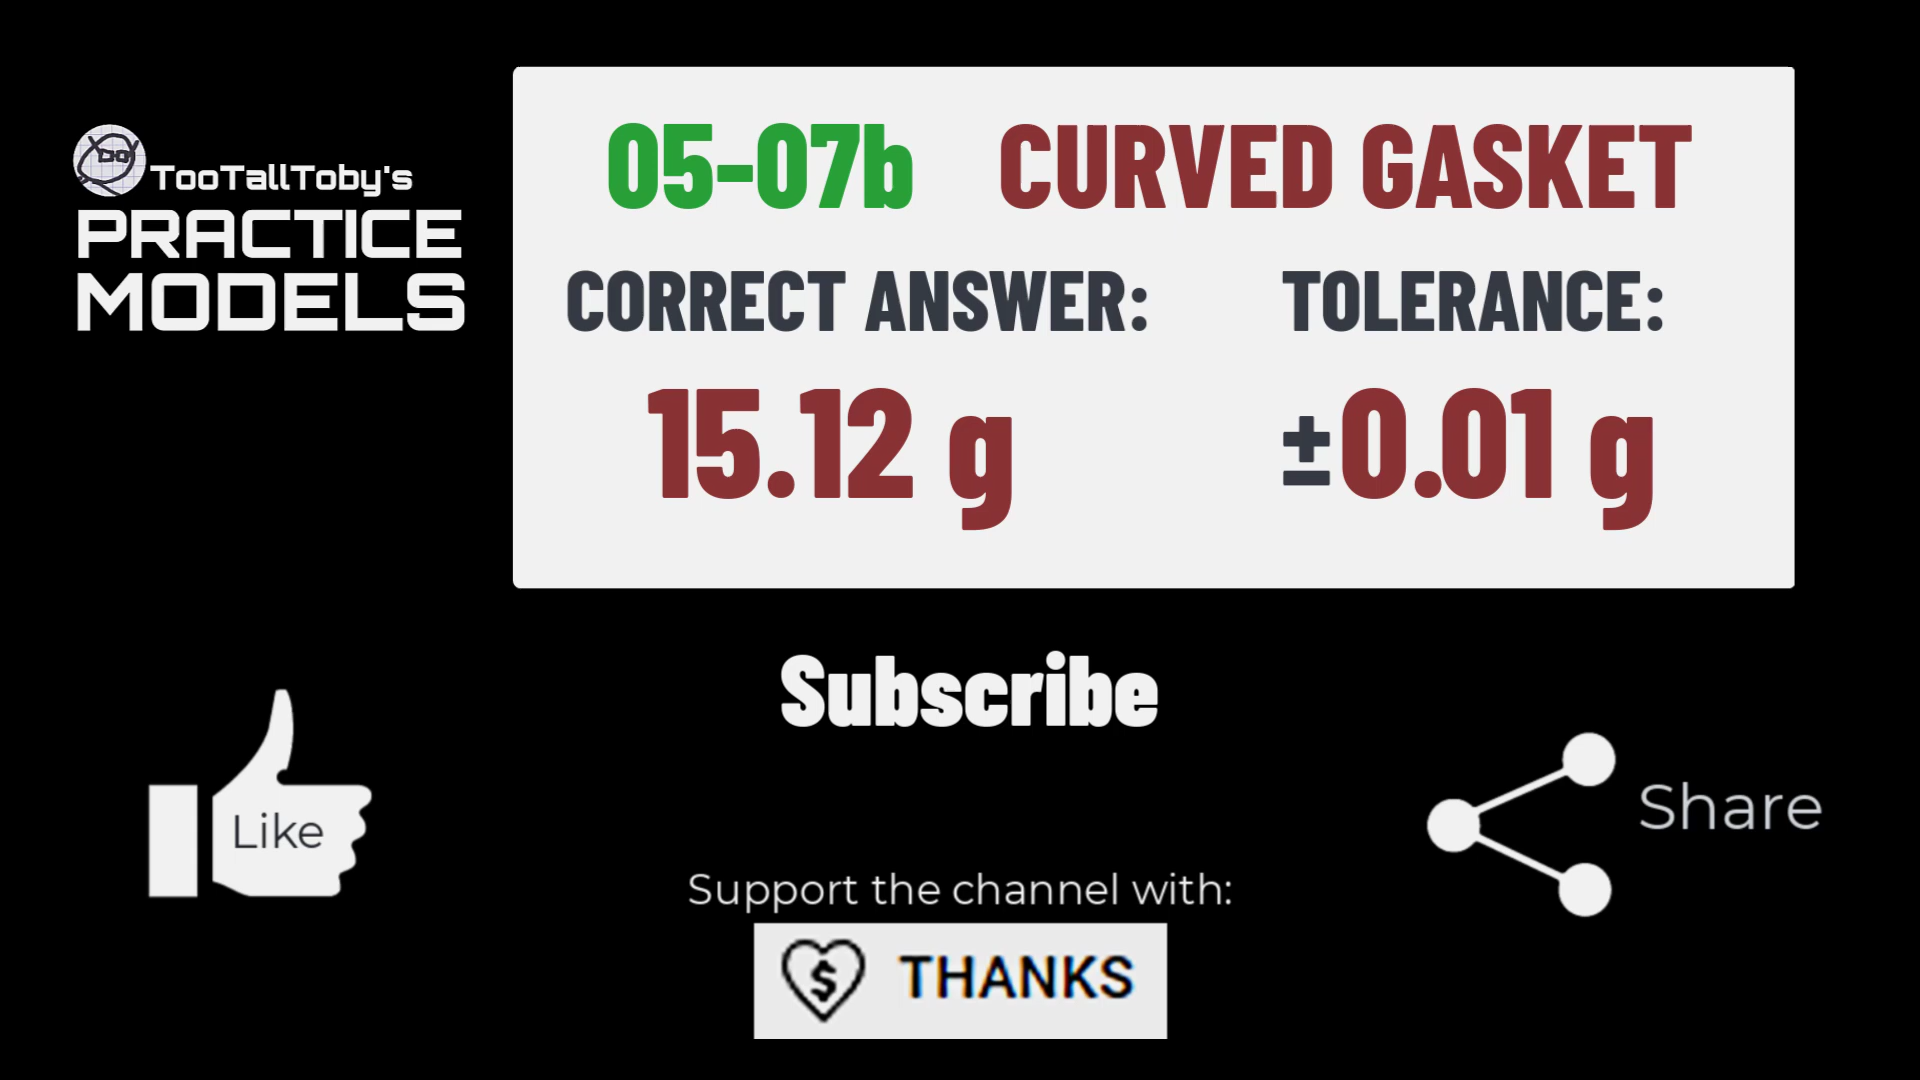 TooTallToby's
PRACTICE
MODELS
05-07b CURVED GASKET
CORRECT ANSWER: TOLERANCE:
15.12 g ±0.01 g
Subscribe
Like
Share
Support the channel with:
$ THANKS